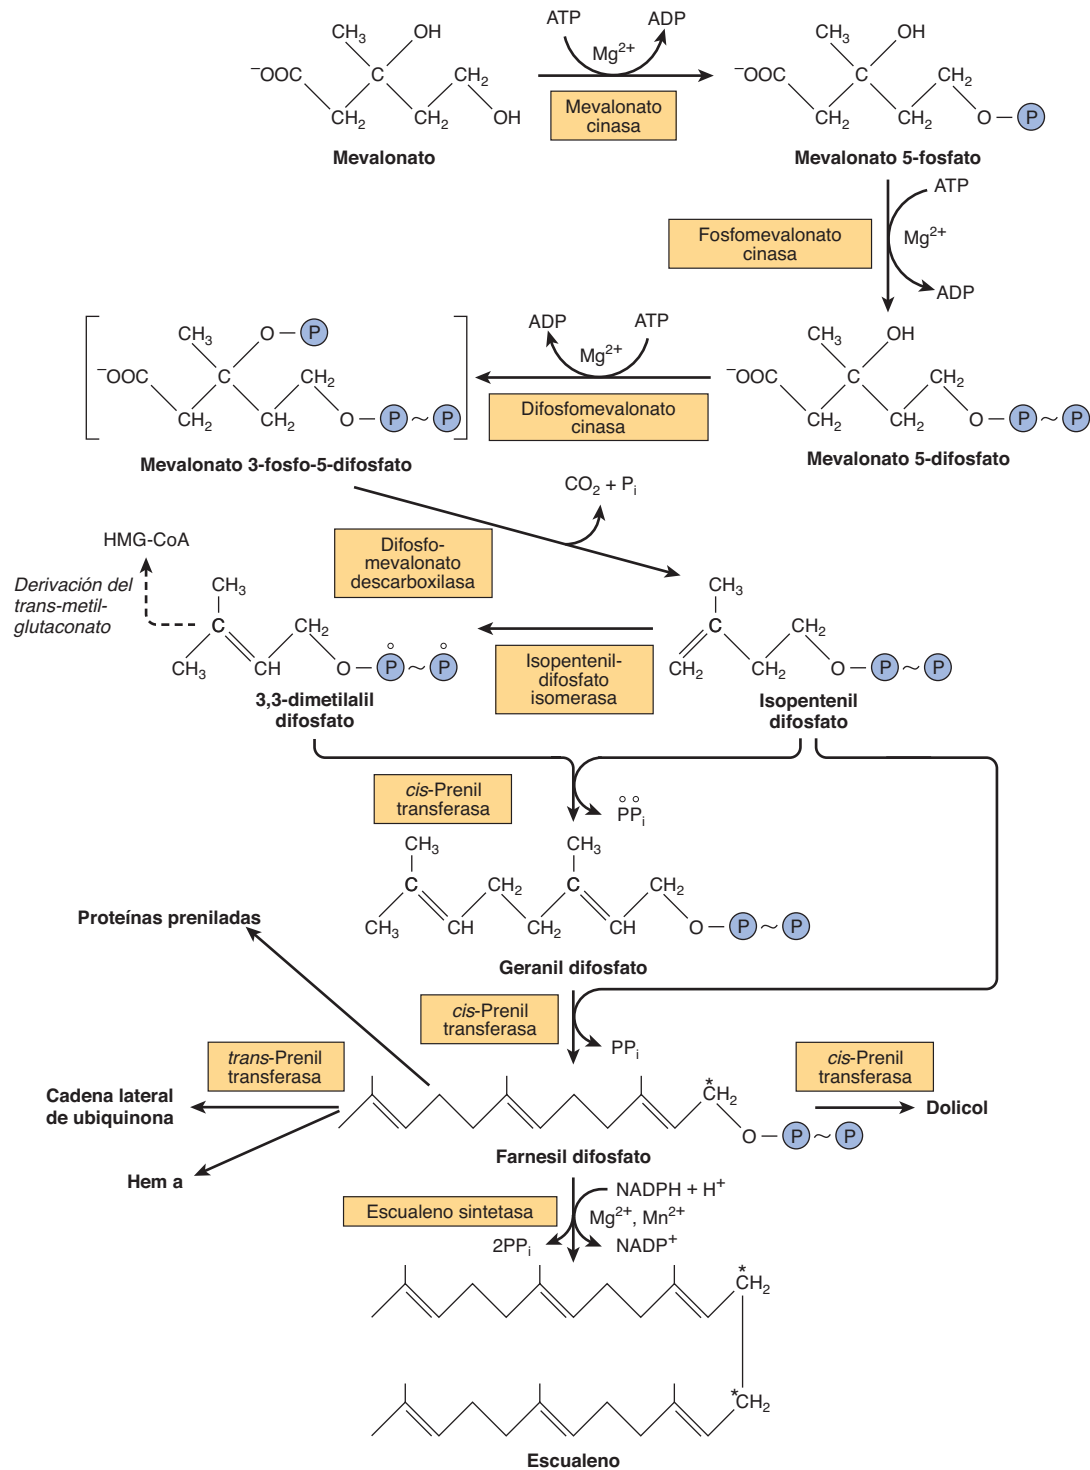 ATP
ADP
Mg2+
CH3
OH
–OOC
C
CH2
CH2
CH2
OH
Mevalonato
cinasa
Mevalonato
CH3
OH
–OOC
C
CH2
CH2
CH2
O
P
Mevalonato 5-fosfato
ATP
Fosfomevalonato
cinasa
Mg2+
ADP
CH3
O
P
–OOC
C
CH2
CH2
CH2
O
P
~
P
Mevalonato 3-fosfo-5-difosfato
ADP
ATP
Mg2+
Difosfomevalonato
cinasa
CH3
OH
–OOC
C
CH2
CH2
CH2
O
P
~
P
Mevalonato 5-difosfato
CO2 + Pi
Difosfo-
mevalonato
descarboxilasa
HMG-CoA
Derivación del
trans-metil-
glutaconato
CH3
C
CH2
CH3
CH
O
P
~
P
3,3-dimetilalil
difosfato
Isopentenil-
difosfato
isomerasa
CH3
C
CH2
CH2
CH2
O
P
~
P
Isopentenil
difosfato
cis-Prenil
transferasa
PPi
CH3
CH3
C
CH2
C
CH2
CH3
CH
CH2
CH
O
P
~
P
Geranil difosfato
Proteínas preniladas
cis-Prenil
transferasa
PPi
trans-Prenil
transferasa
cis-Prenil
transferasa
Cadena lateral
de ubiquinona
*
CH2
O
P
~
P
Dolicol
Farnesil difosfato
Hem a
Escualeno sintetasa
NADPH + H+
Mg2+, Mn2+
2PPi
NADP+
*
CH2
*
CH2
Escualeno